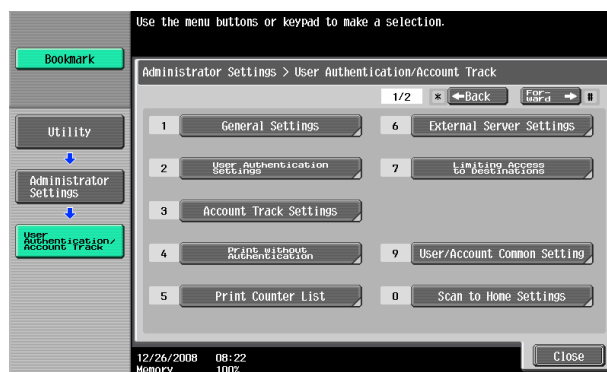 Use the menu buttons or keypad to make a selection.
Bookmark
Administrator Settings > User Authentication/Account Track
1/2 * ←Back For-ward → #
Utility
Administrator
Settings
User
Authentication/
Account Track
1 General Settings
2 User Authentication
Settings
3 Account Track Settings
4 Print without
Authentication
5 Print Counter List
6 External Server Settings
7 Limiting Access
to Destinations
9 User/Account Common Setting
0 Scan to Home Settings
12/26/2008 08:22
Memory 100%
Close